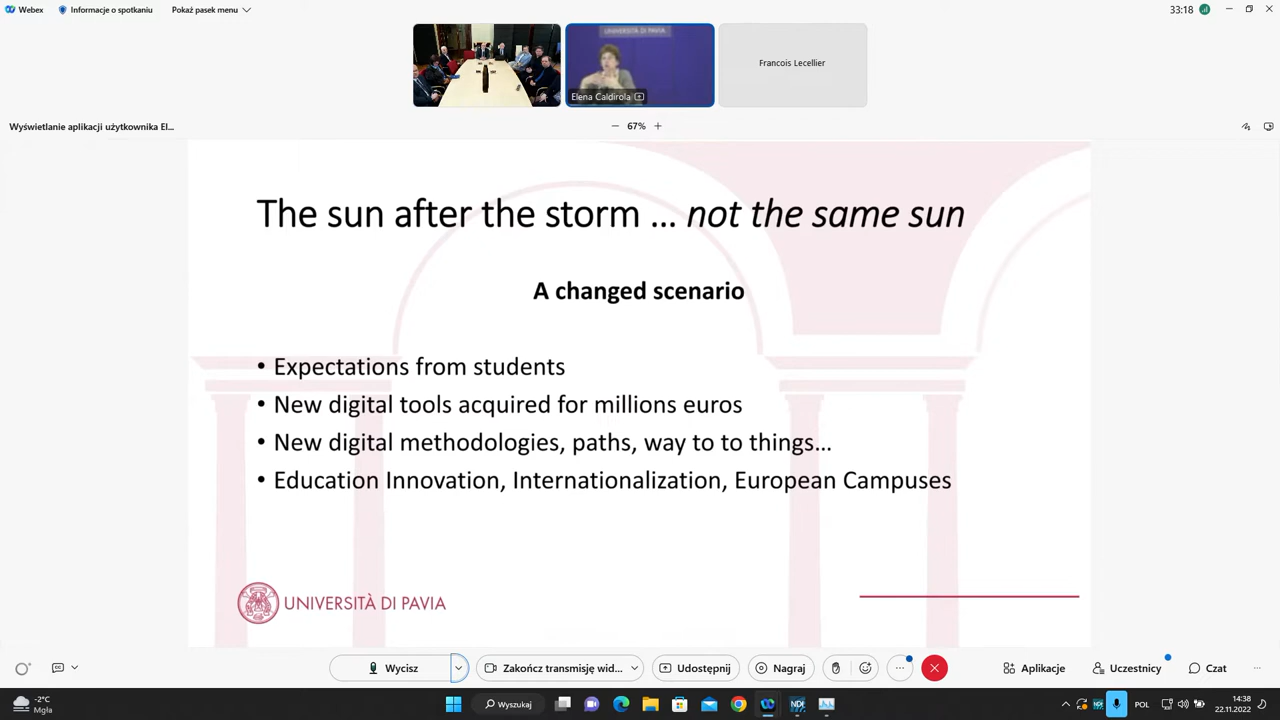 Webex
Informacje o spotkaniu
Pokaż pasek menu
33:18
UNIVERSITÀ DI PAVIA
Elena Caldirola
Francois Lecellier
Wyświetlanie aplikacji użytkownika El...
67%
The sun after the storm ... not the same sun
A changed scenario
• Expectations from students
• New digital tools acquired for millions euros
• New digital methodologies, paths, way to to things...
• Education Innovation, Internationalization, European Campuses
UNIVERSITÀ DI PAVIA
Wycisz
Zakończ transmisję wid...
Udostępnij
Nagraj
Aplikacje
Uczestnicy
Czat
-2°C
Mgła
Wyszukaj
POL
14:38
22.11.2022